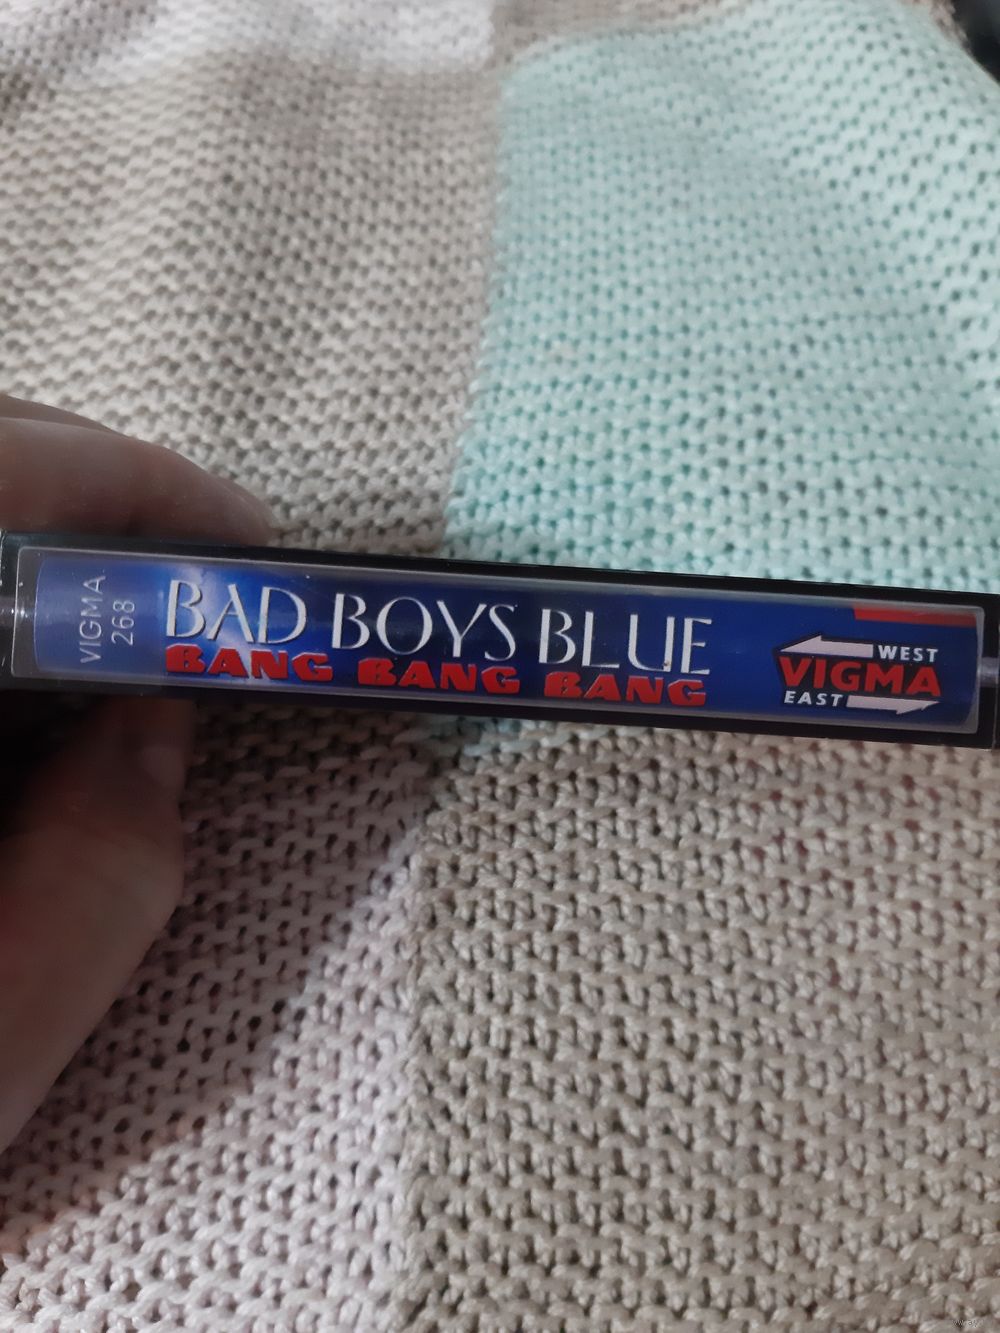 VIGMA
268
BAD BOYS BLUE
BANG BANG BANG
WEST
VIGMA
EAST